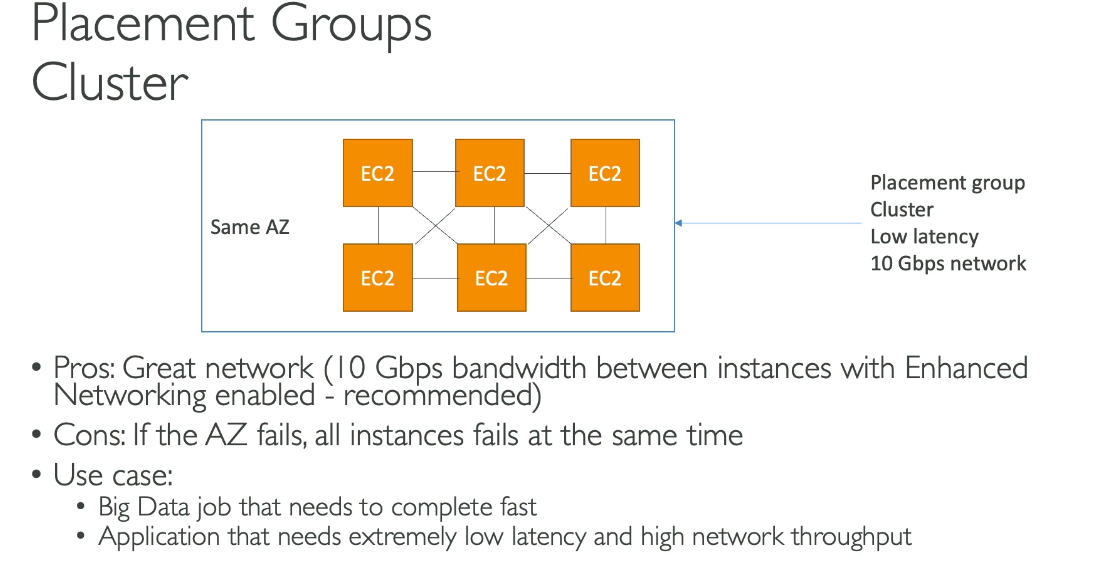 Placement Groups
Cluster
EC2
EC2
EC2
Same AZ
EC2
EC2
EC2
Placement group
Cluster
Low latency
10 Gbps network
• Pros: Great network (10 Gbps bandwidth between instances with Enhanced
Networking enabled - recommended)
• Cons: If the AZ fails, all instances fails at the same time
• Use case:
• Big Data job that needs to complete fast
• Application that needs extremely low latency and high network throughput